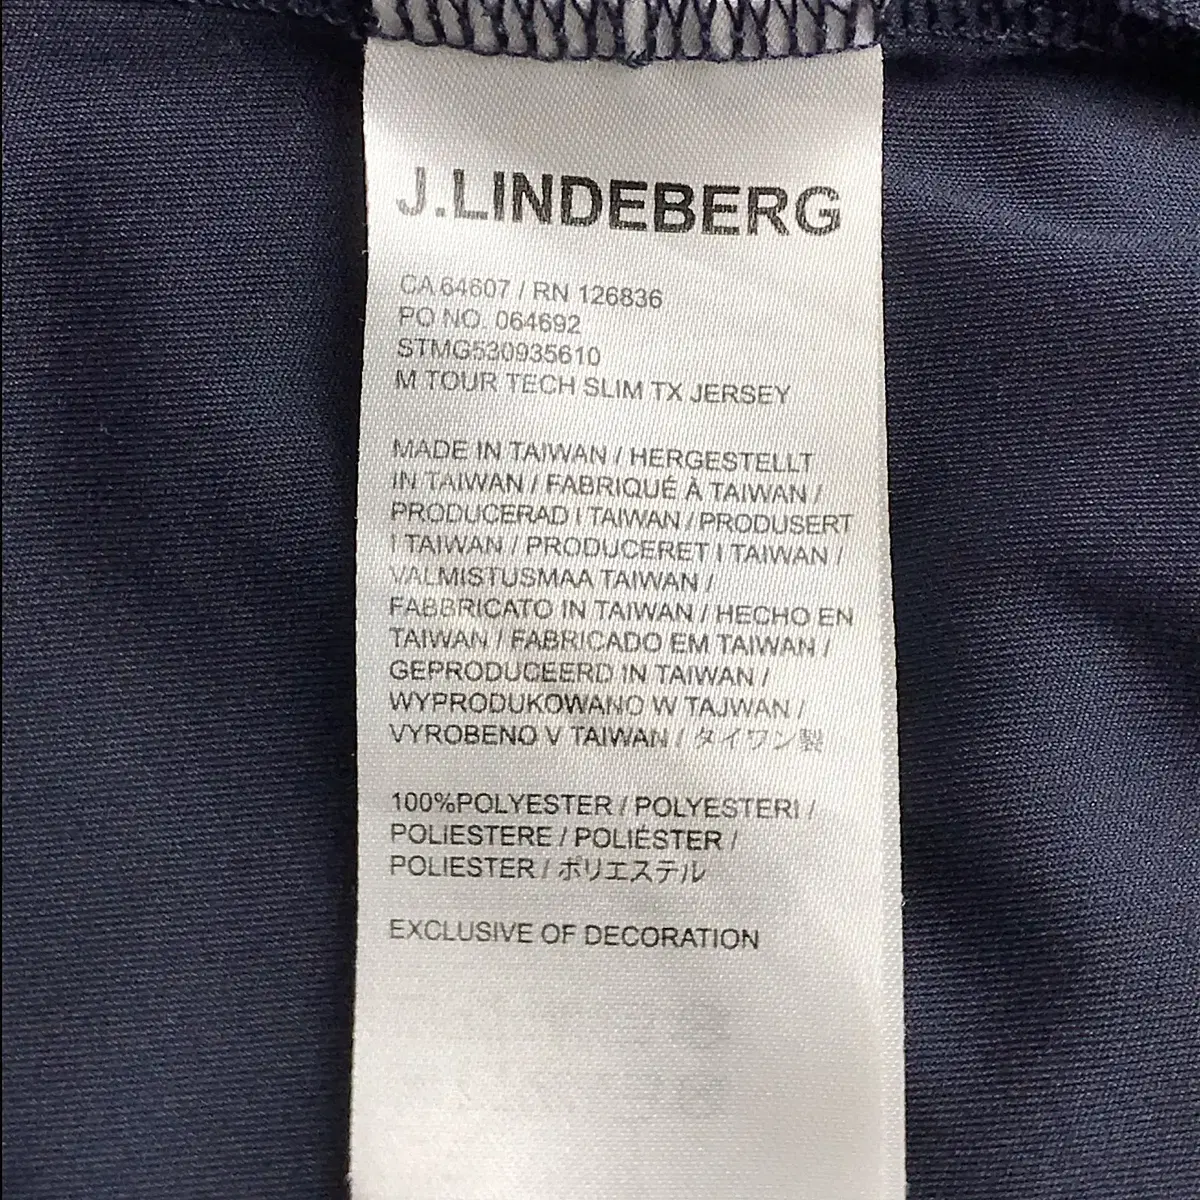 J.LINDEBERG
CA 64607 / RN 126836
PO NO. 064692
STMG530935610
M TOUR TECH SLIM TX JERSEY
MADE IN TAIWAN / HERGESTELLT
IN TAIWAN / FABRIQUÉ À TAIWAN /
PRODUCERAD I TAIWAN / PRODUSERT
I TAIWAN / PRODUCERET I TAIWAN /
VALMISTUSMAA TAIWAN /
FABBRICATO IN TAIWAN / HECHO EN
TAIWAN / FABRICADO EM TAIWAN /
GEPRODUCEERD IN TAIWAN /
WYPRODUKOWANO W TAJWAN /
VYROBENO V TAIWAN / タイワン製
100%POLYESTER / POLYESTERI /
POLIESTERE / POLIÉSTER /
POLIESTER / ポリエステル
EXCLUSIVE OF DECORATION